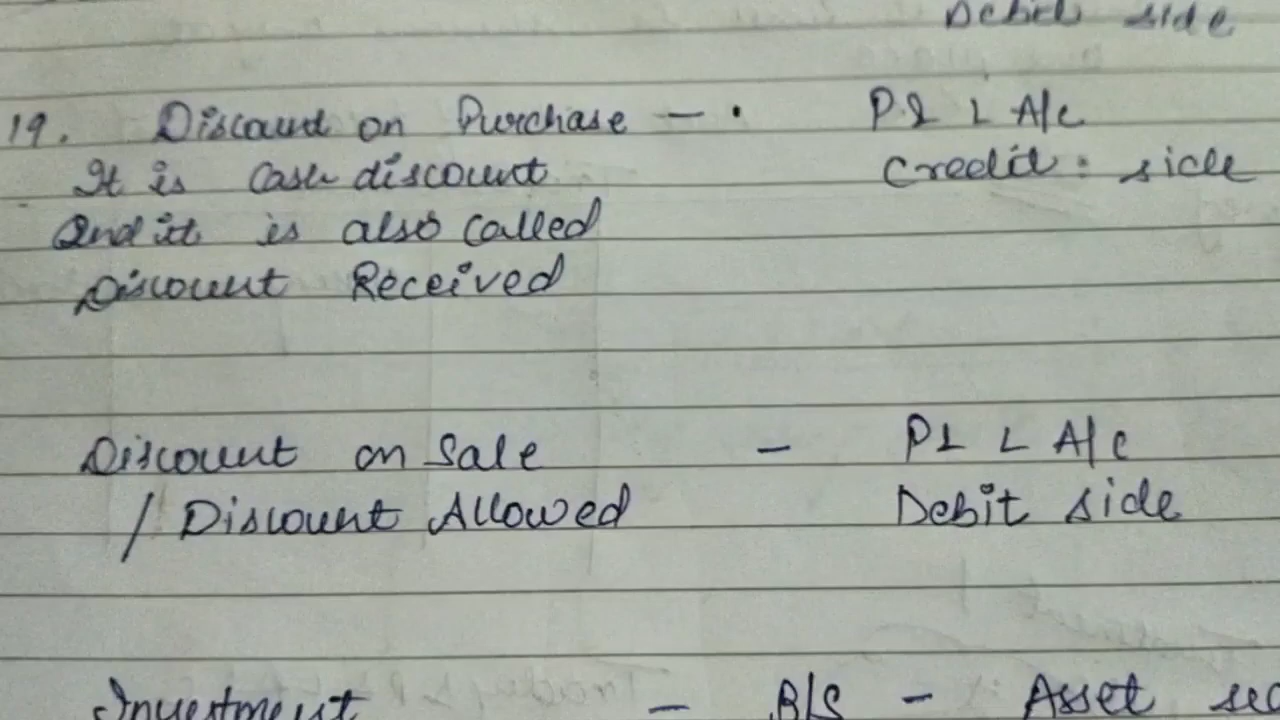 Debit side
19. Discount on Purchase - . P & L A/c
It is Cash discount Credit : side
And it is also called
Discount Received
Discount on Sale - P & L A/c
/ Discount Allowed Debit side
Investment - B/S - Asset